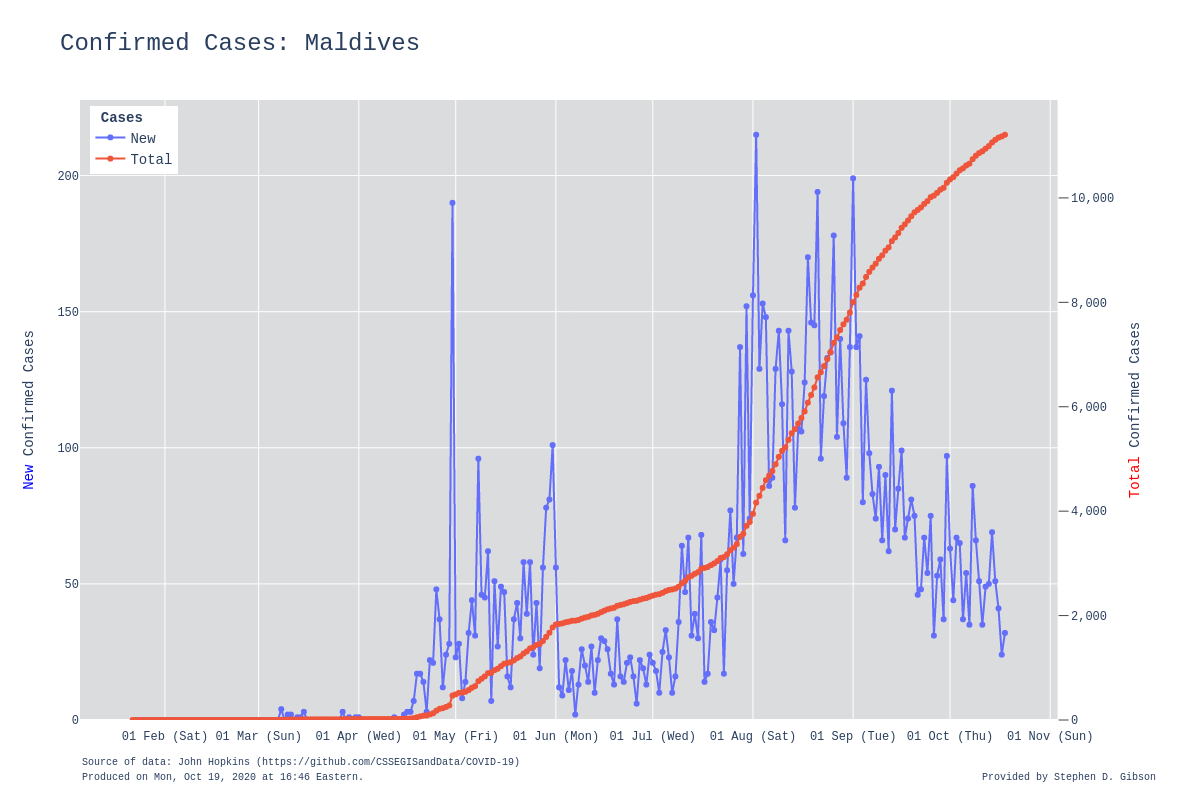 Confirmed Cases: Maldives
Cases
New
Total
200
150
100
50
0
10,000
8,000
6,000
4,000
2,000
0
New Confirmed Cases
Total Confirmed Cases
01 Feb (Sat) 01 Mar (Sun) 01 Apr (Wed) 01 May (Fri) 01 Jun (Mon) 01 Jul (Wed) 01 Aug (Sat) 01 Sep (Tue) 01 Oct (Thu) 01 Nov (Sun)
Source of data: John Hopkins (https://github.com/CSSEGISandData/COVID-19)
Produced on Mon, Oct 19, 2020 at 16:46 Eastern.
Provided by Stephen D. Gibson